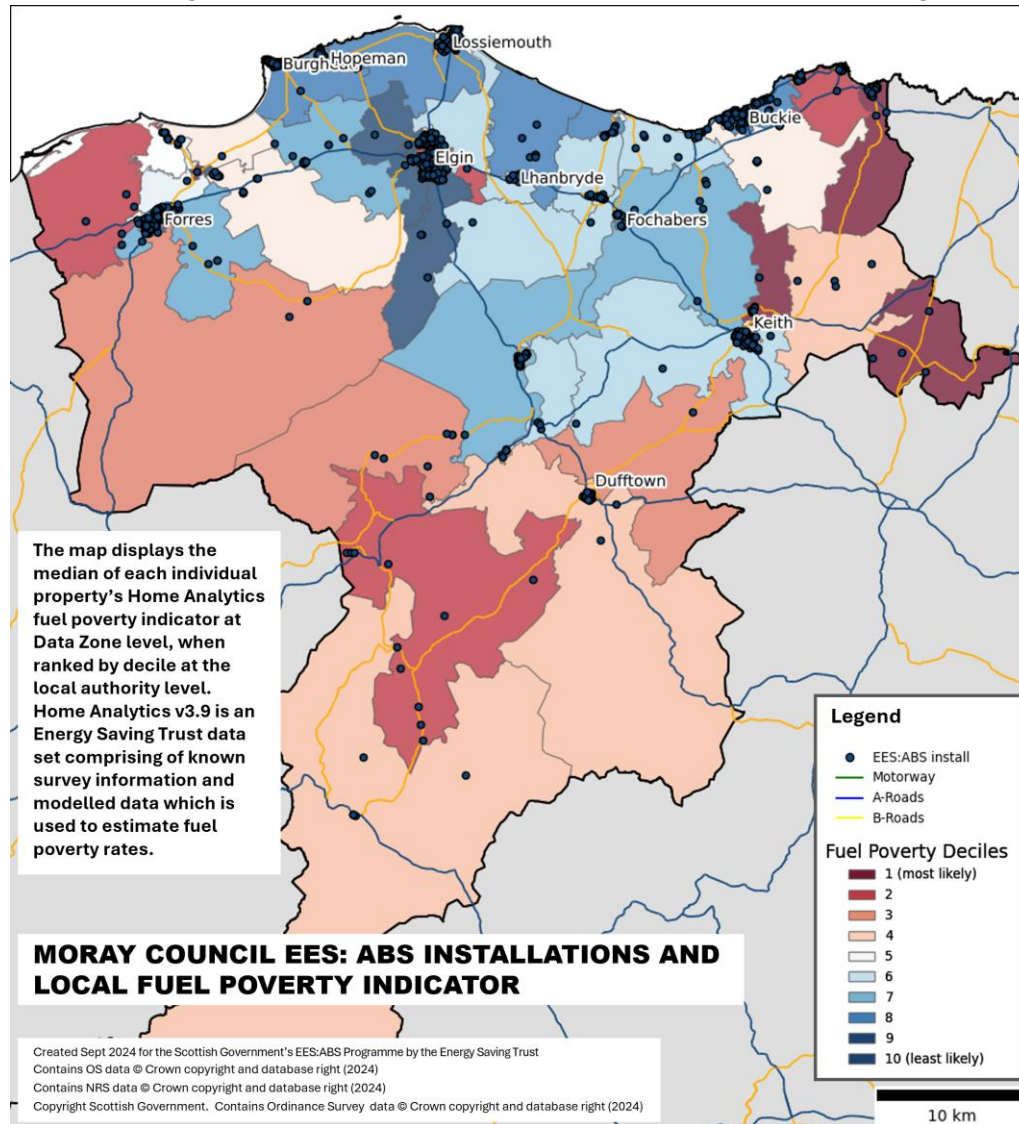 Lossiemouth
Hopeman
Burghead
Buckie
Elgin
Lhanbryde
Forres
Fochabers
Keith
Dufftown
The map displays the
median of each individual
property's Home Analytics
fuel poverty indicator at
Data Zone level, when
ranked by decile at the
local authority level.
Home Analytics v3.9 is an
Energy Saving Trust data
set comprising of known
survey information and
modelled data which is
used to estimate fuel
poverty rates.
Legend
EES:ABS install
Motorway
A-Roads
B-Roads
Fuel Poverty Deciles
1 (most likely)
2
3
4
5
6
7
8
9
10 (least likely)
MORAY COUNCIL EES: ABS INSTALLATIONS AND
LOCAL FUEL POVERTY INDICATOR
Created Sept 2024 for the Scottish Government's EES:ABS Programme by the Energy Saving Trust
Contains OS data © Crown copyright and database right (2024)
Contains NRS data © Crown copyright and database right (2024)
Copyright Scottish Government. Contains Ordinance Survey data © Crown copyright and database right (2024)
10 km